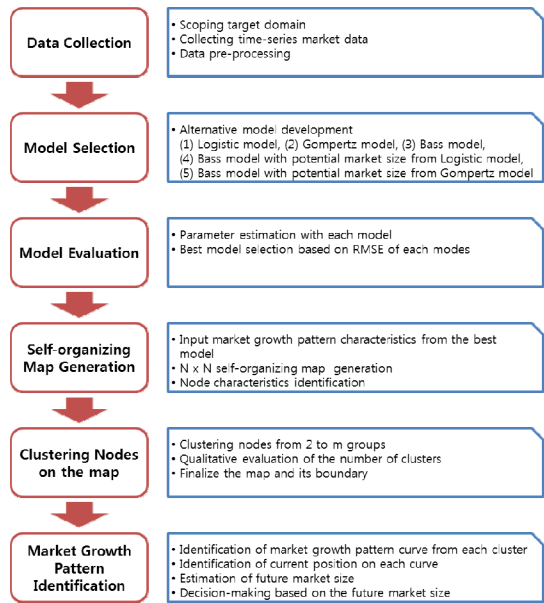 Data Collection
• Scoping target domain
• Collecting time-series market data
• Data pre-processing
Model Selection
• Alternative model development
(1) Logistic model, (2) Gompertz model, (3) Bass model,
(4) Bass model with potential market size from Logistic model,
(5) Bass model with potential market size from Gompertz model
Model Evaluation
• Parameter estimation with each model
• Best model selection based on RMSE of each modes
Self-organizing
Map Generation
• Input market growth pattern characteristics from the best
model
• N x N self-organizing map generation
• Node characteristics identification
Clustering Nodes
on the map
• Clustering nodes from 2 to m groups
• Qualitative evaluation of the number of clusters
• Finalize the map and its boundary
Market Growth
Pattern
Identification
• Identification of market growth pattern curve from each cluster
• Identification of current position on each curve
• Estimation of future market size
• Decision-making based on the future market size